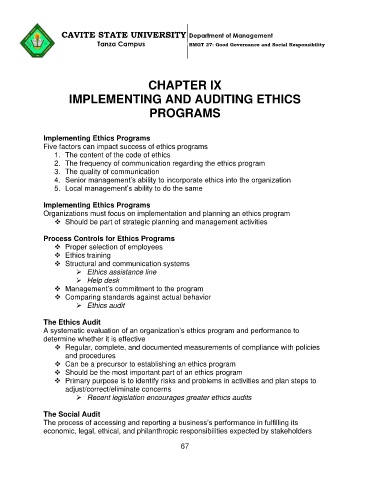 CAVITE STATE UNIVERSITY Department of Management
Tanza Campus BMGT 27- Good Governance and Social Responsibility
CHAPTER IX
IMPLEMENTING AND AUDITING ETHICS
PROGRAMS
Implementing Ethics Programs
Five factors can impact success of ethics programs
1. The content of the code of ethics
2. The frequency of communication regarding the ethics program
3. The quality of communication
4. Senior management's ability to incorporate ethics into the organization
5. Local management's ability to do the same
Implementing Ethics Programs
Organizations must focus on implementation and planning an ethics program
❖ Should be part of strategic planning and management activities
Process Controls for Ethics Programs
❖ Proper selection of employees
❖ Ethics training
❖ Structural and communication systems
➢ Ethics assistance line
➢ Help desk
❖ Management's commitment to the program
❖ Comparing standards against actual behavior
➢ Ethics audit
The Ethics Audit
A systematic evaluation of an organization's ethics program and performance to
determine whether it is effective
❖ Regular, complete, and documented measurements of compliance with policies
and procedures
❖ Can be a precursor to establishing an ethics program
❖ Should be the most important part of an ethics program
❖ Primary purpose is to identify risks and problems in activities and plan steps to
adjust/correct/eliminate concerns
➢ Recent legislation encourages greater ethics audits
The Social Audit
The process of accessing and reporting a business's performance in fulfilling its
economic, legal, ethical, and philanthropic responsibilities expected by stakeholders
67